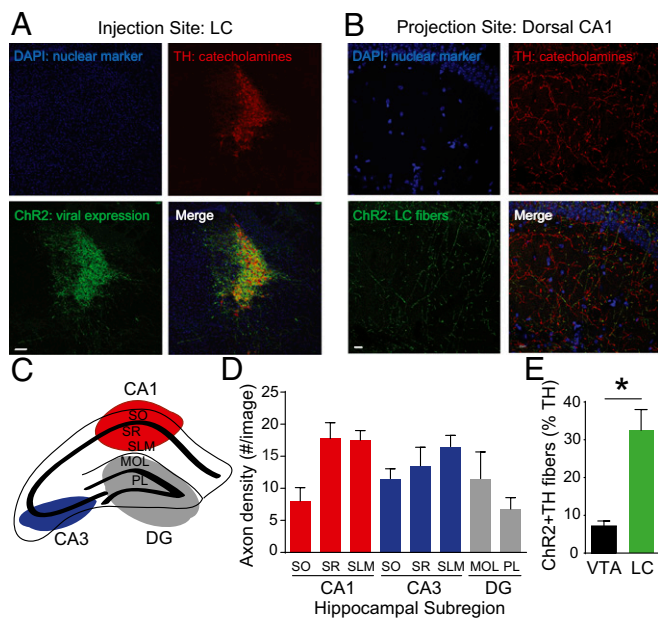 A
Injection Site: LC
DAPI: nuclear marker
TH: catecholamines
ChR2: viral expression
Merge
B
Projection Site: Dorsal CA1
DAPI: nuclear marker
TH: catecholamines
ChR2: LC fibers
Merge
C
CA1
SO
SR
SLM
MOL
PL
CA3
DG
D
Axon density (#/image)
25
20
15
10
5
0
SO SR SLM SO SR SLM MOL PL
CA1 CA3 DG
Hippocampal Subregion
E
ChR2+TH fibers (% TH)
40
30
20
10
0
*
VTA LC